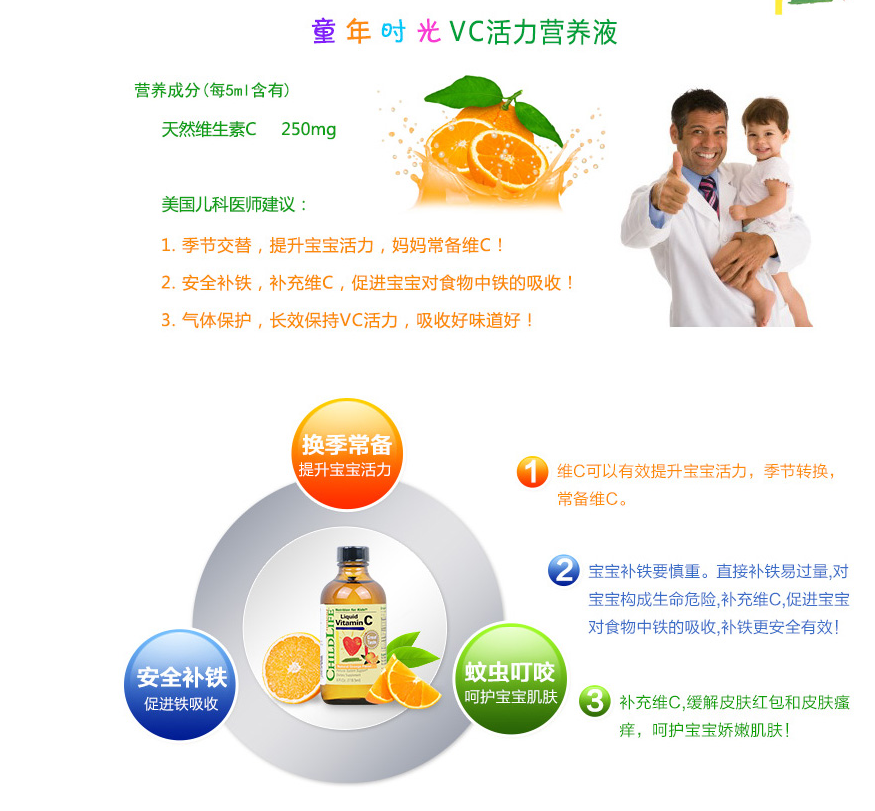 童年时光VC活力营养液
营养成分(每5ml含有)
天然维生素C 250mg
美国儿科医师建议：
1. 季节交替，提升宝宝活力，妈妈常备维C！
2. 安全补铁，补充维C，促进宝宝对食物中铁的吸收！
3. 气体保护，长效保持VC活力，吸收好味道好！
换季常备
提升宝宝活力
1 维C可以有效提升宝宝活力，季节转换，
常备维C。
2 宝宝补铁要慎重。直接补铁易过量,对
宝宝构成生命危险,补充维C,促进宝宝
对食物中铁的吸收,补铁更安全有效!
Nutrition for Kids!
Liquid
Vitamin C
CHILDLIFE
安全补铁
促进铁吸收
蚊虫叮咬
呵护宝宝肌肤
3 补充维C,缓解皮肤红包和皮肤瘙
痒，呵护宝宝娇嫩肌肤!